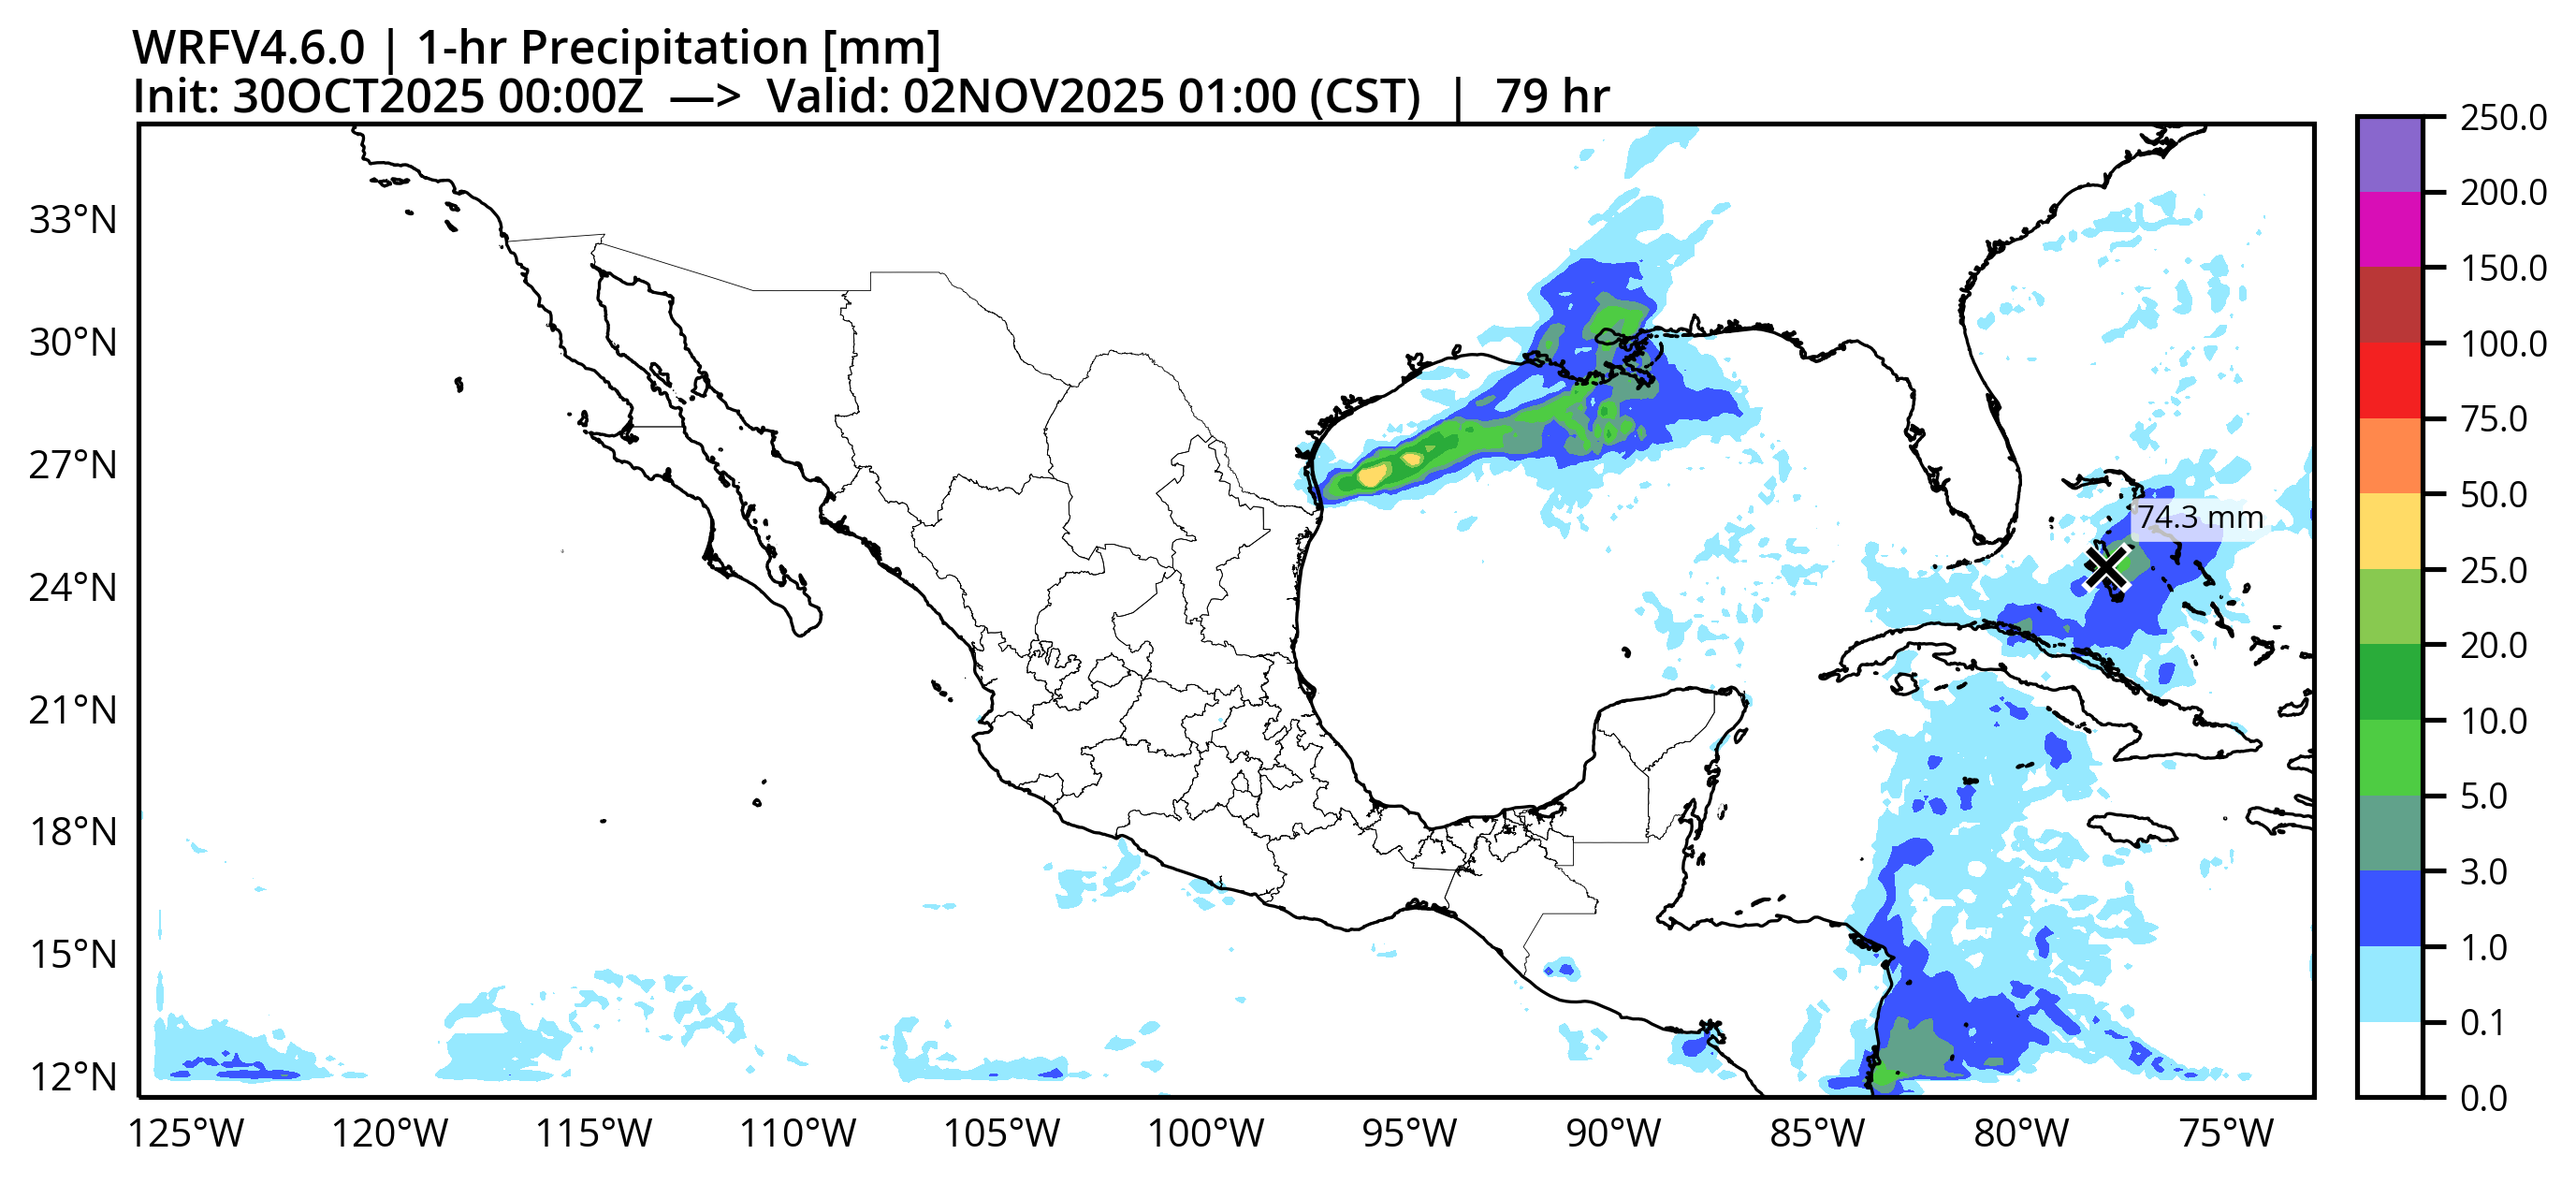 WRFV4.6.0 | 1-hr Precipitation [mm]
Init: 30OCT2025 00:00Z —> Valid: 02NOV2025 01:00 (CST) | 79 hr
250.0
200.0
150.0
100.0
75.0
50.0
25.0
20.0
10.0
5.0
3.0
1.0
0.1
0.0
33°N
30°N
27°N
24°N
21°N
18°N
15°N
12°N
74.3 mm
125°W 120°W 115°W 110°W 105°W 100°W 95°W 90°W 85°W 80°W 75°W